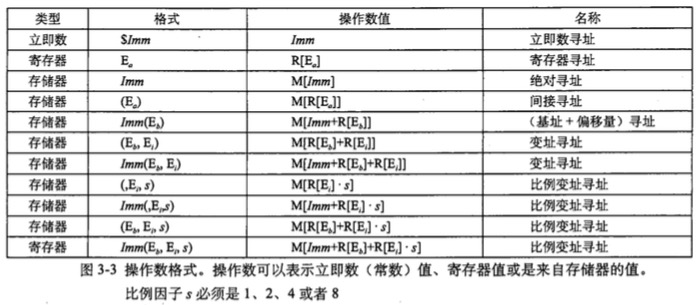 类型 格式 操作数值 名称
立即数 $Imm Imm 立即数寻址
寄存器 Eₐ R[Eₐ] 寄存器寻址
存储器 Imm M[Imm] 绝对寻址
存储器 (Eₐ) M[R[Eₐ]] 间接寻址
存储器 Imm(E_b) M[Imm+R[E_b]] (基址+偏移量)寻址
存储器 (E_b, E_i) M[R[E_b]+R[E_i]] 变址寻址
存储器 Imm(E_b, E_i) M[Imm+R[E_b]+R[E_i]] 变址寻址
存储器 (,E_i, s) M[R[E_i]·s] 比例变址寻址
存储器 Imm(,E_i,s) M[Imm+R[E_i]·s] 比例变址寻址
存储器 (E_b, E_i, s) M[R[E_b]+R[E_i]·s] 比例变址寻址
寄存器 Imm(E_b, E_i, s) M[Imm+R[E_b]+R[E_i]·s] 比例变址寻址
图 3-3 操作数格式。操作数可以表示立即数（常数）值、寄存器值或是来自存储器的值。
比例因子 s 必须是 1、2、4 或者 8